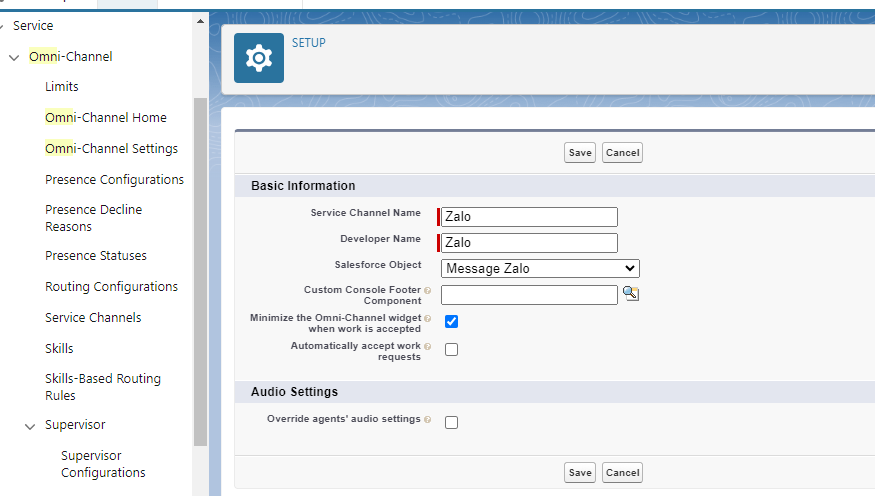 Service
Omni-Channel
Limits
Omni-Channel Home
Omni-Channel Settings
Presence Configurations
Presence Decline
Reasons
Presence Statuses
Routing Configurations
Service Channels
Skills
Skills-Based Routing
Rules
Supervisor
Supervisor
Configurations
SETUP
Save Cancel
Basic Information
Service Channel Name Zalo
Developer Name Zalo
Salesforce Object Message Zalo
Custom Console Footer
Component
Minimize the Omni-Channel widget
when work is accepted
Automatically accept work
requests
Audio Settings
Override agents' audio settings
Save Cancel